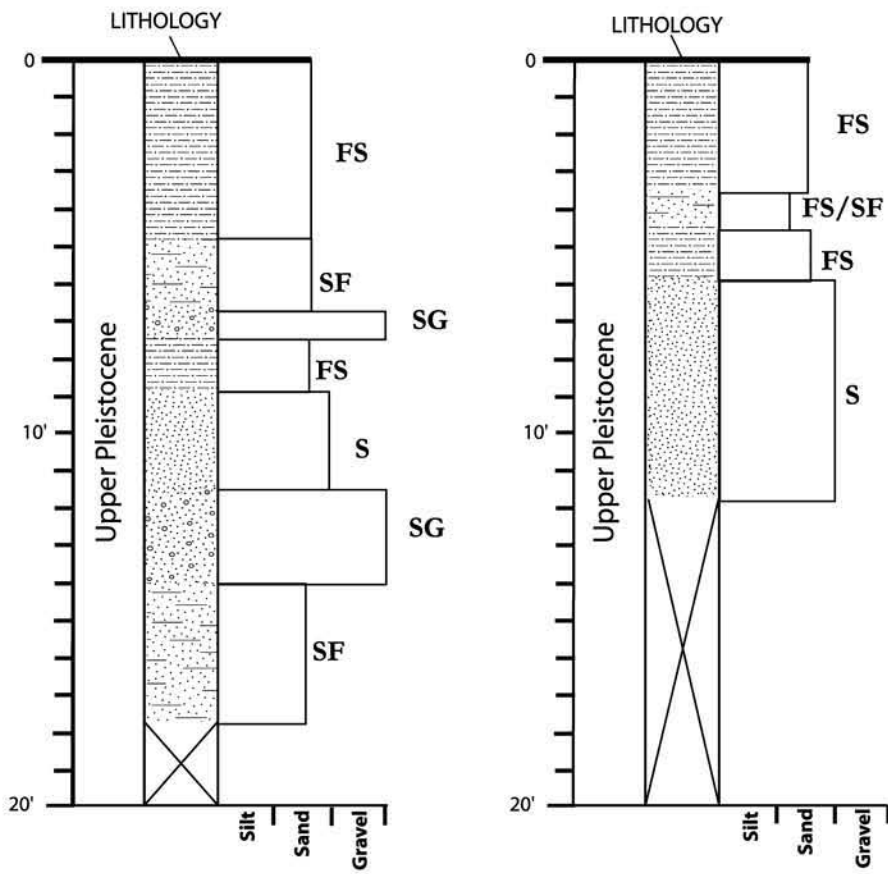 LITHOLOGY
0
FS
SF
SG
FS
10'
S
SG
SF
20'
Upper Pleistocene
Silt
Sand
Gravel
LITHOLOGY
0
FS
FS/SF
FS
S
10'
20'
Upper Pleistocene
Silt
Sand
Gravel